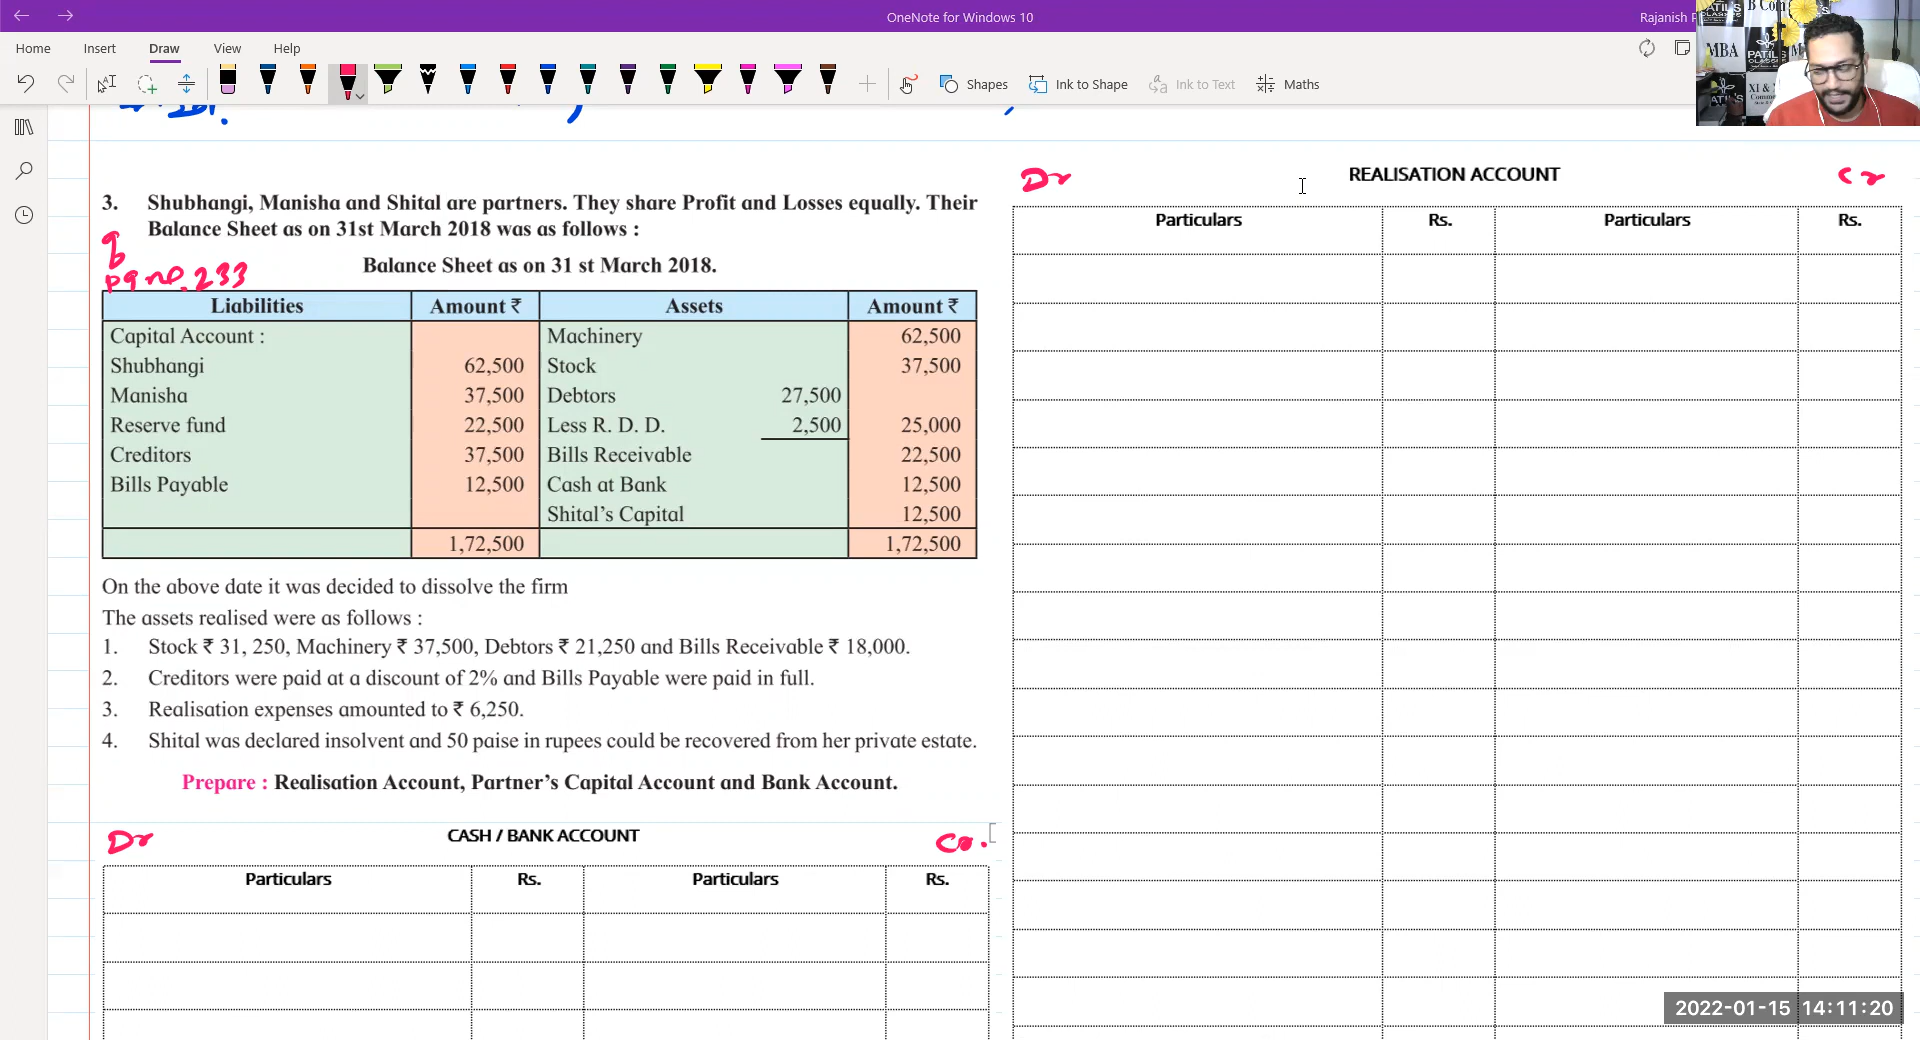 OneNote for Windows 10
Rajanish P
Home Insert Draw View Help
Shapes Ink to Shape Ink to Text Maths
B Com
MBA
PATIL'S
CLASSES
3. Shubhangi, Manisha and Shital are partners. They share Profit and Losses equally. Their
Balance Sheet as on 31st March 2018 was as follows :
pg no. 233
Balance Sheet as on 31 st March 2018.
Liabilities Amount ₹ Assets Amount ₹
Capital Account : Machinery 62,500
Shubhangi 62,500 Stock 37,500
Manisha 37,500 Debtors 27,500
Reserve fund 22,500 Less R. D. D. 2,500 25,000
Creditors 37,500 Bills Receivable 22,500
Bills Payable 12,500 Cash at Bank 12,500
Shital's Capital 12,500
1,72,500 1,72,500
On the above date it was decided to dissolve the firm
The assets realised were as follows :
1. Stock ₹ 31, 250, Machinery ₹ 37,500, Debtors ₹ 21,250 and Bills Receivable ₹ 18,000.
2. Creditors were paid at a discount of 2% and Bills Payable were paid in full.
3. Realisation expenses amounted to ₹ 6,250.
4. Shital was declared insolvent and 50 paise in rupees could be recovered from her private estate.
Prepare : Realisation Account, Partner's Capital Account and Bank Account.
Dr CASH / BANK ACCOUNT Cr.
Particulars Rs. Particulars Rs.
Dr REALISATION ACCOUNT Cr
Particulars Rs. Particulars Rs.
2022-01-15 14:11:20